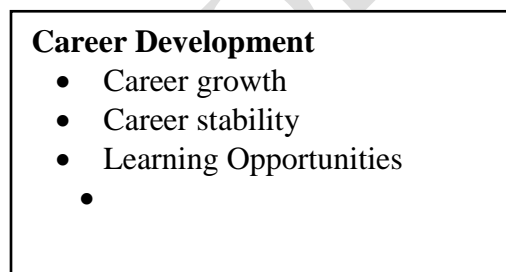 Career Development
• Career growth
• Career stability
• Learning Opportunities
•